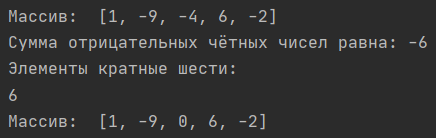 Массив:  [1, -9, -4, 6, -2]
Сумма отрицательных чётных чисел равна: -6
Элементы кратные шести:
6
Массив:  [1, -9, 0, 6, -2]